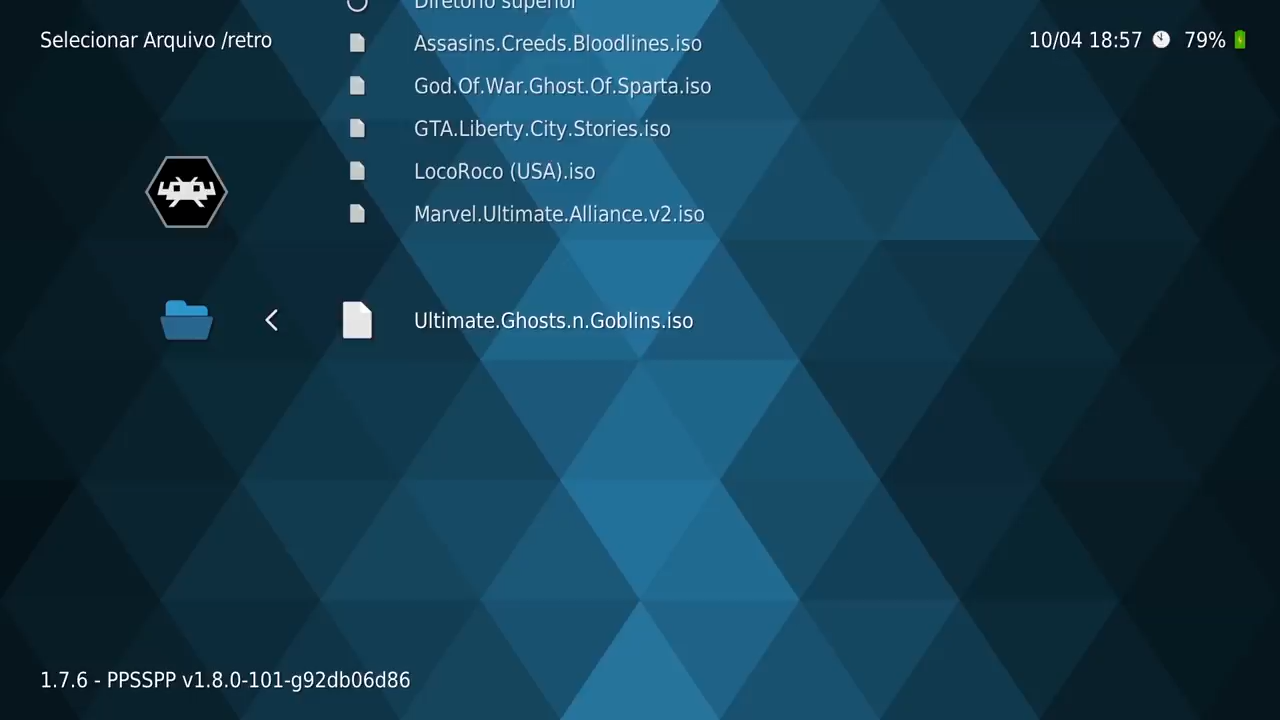 Diretório superior
Selecionar Arquivo /retro
10/04 18:57 79%
Assasins.Creeds.Bloodlines.iso
God.Of.War.Ghost.Of.Sparta.iso
GTA.Liberty.City.Stories.iso
LocoRoco (USA).iso
Marvel.Ultimate.Alliance.v2.iso
Ultimate.Ghosts.n.Goblins.iso
1.7.6 - PPSSPP v1.8.0-101-g92db06d86